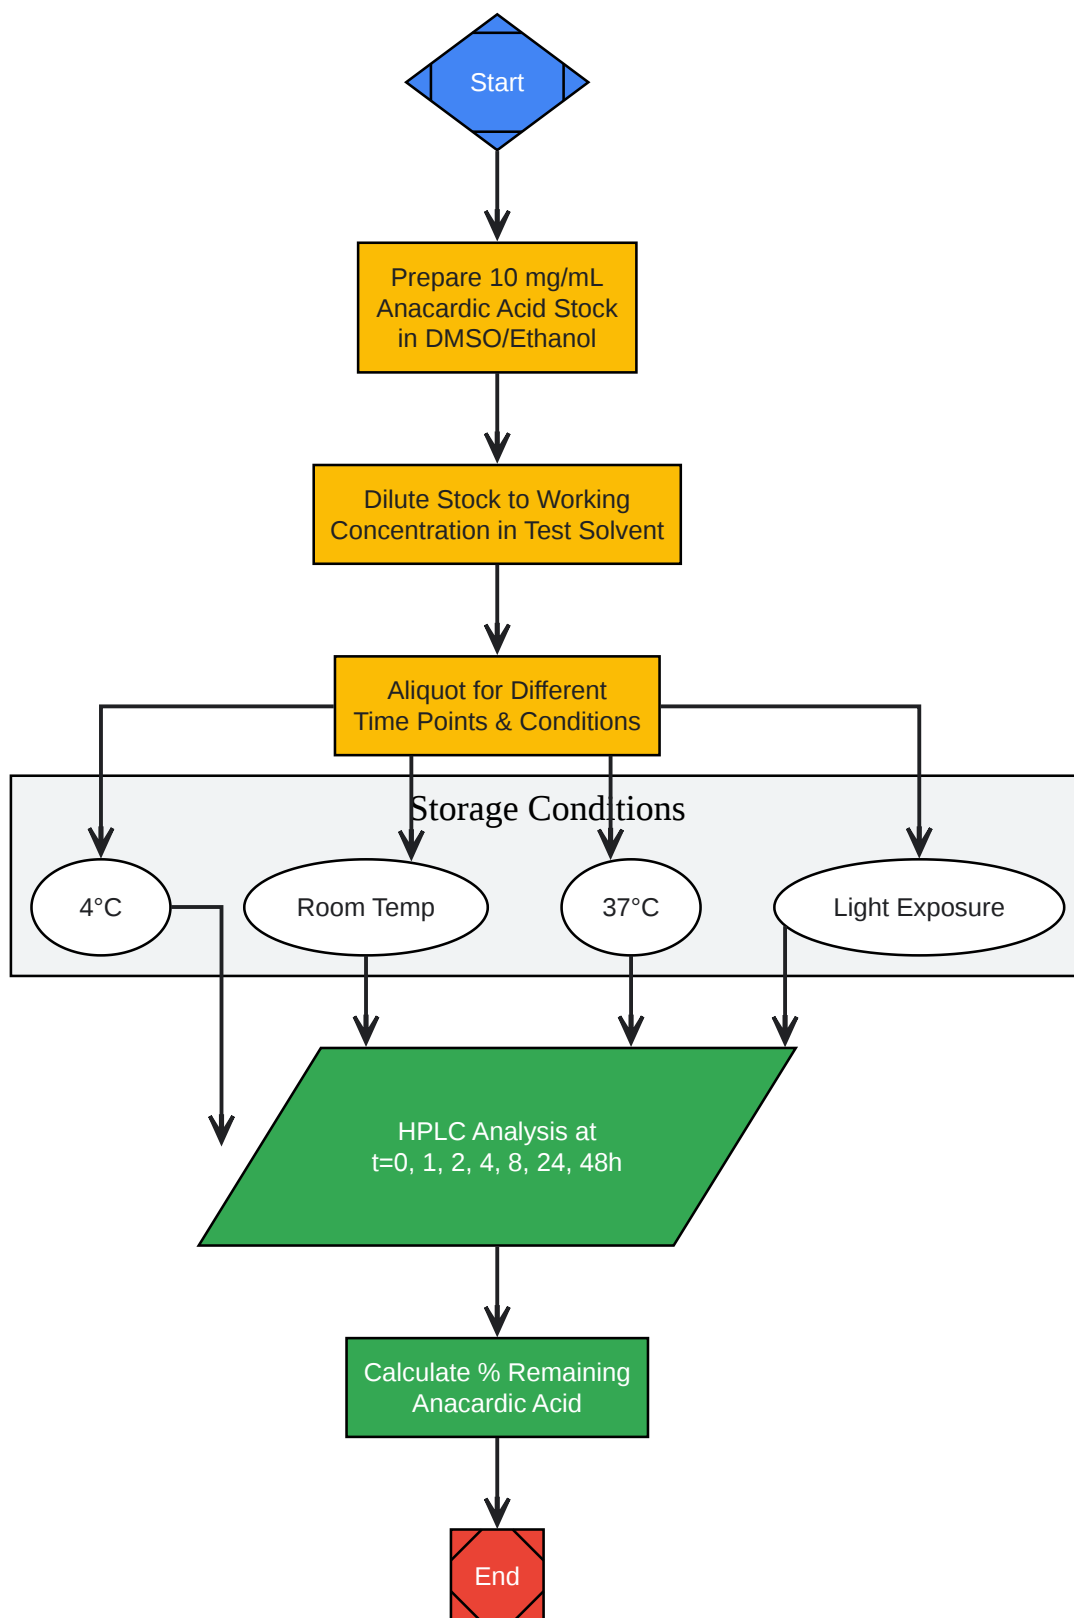 Start
Prepare 10 mg/mL
Anacardic Acid Stock
in DMSO/Ethanol
Dilute Stock to Working
Concentration in Test Solvent
Aliquot for Different
Time Points & Conditions
Storage Conditions
4°C
Room Temp
37°C
Light Exposure
HPLC Analysis at
t=0, 1, 2, 4, 8, 24, 48h
Calculate % Remaining
Anacardic Acid
End